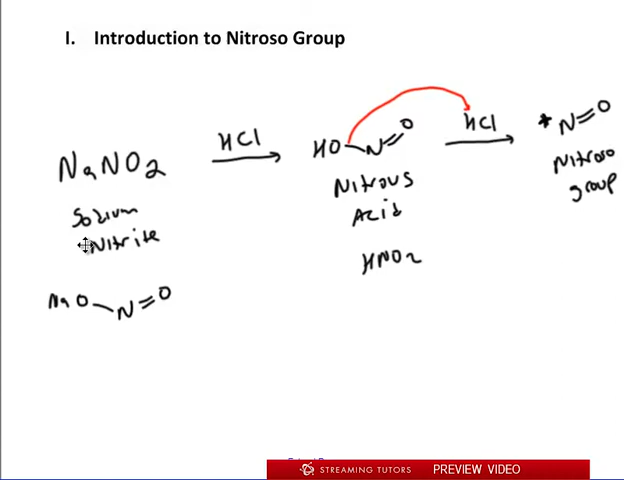 I. Introduction to Nitroso Group
NaNO2
HCl
HO-N=O
HCl
+N=O
Sodium
Nitrite
Nitrous
Acid
HNO2
Nitroso
group
NaO-N=O
STREAMING TUTORS PREVIEW VIDEO